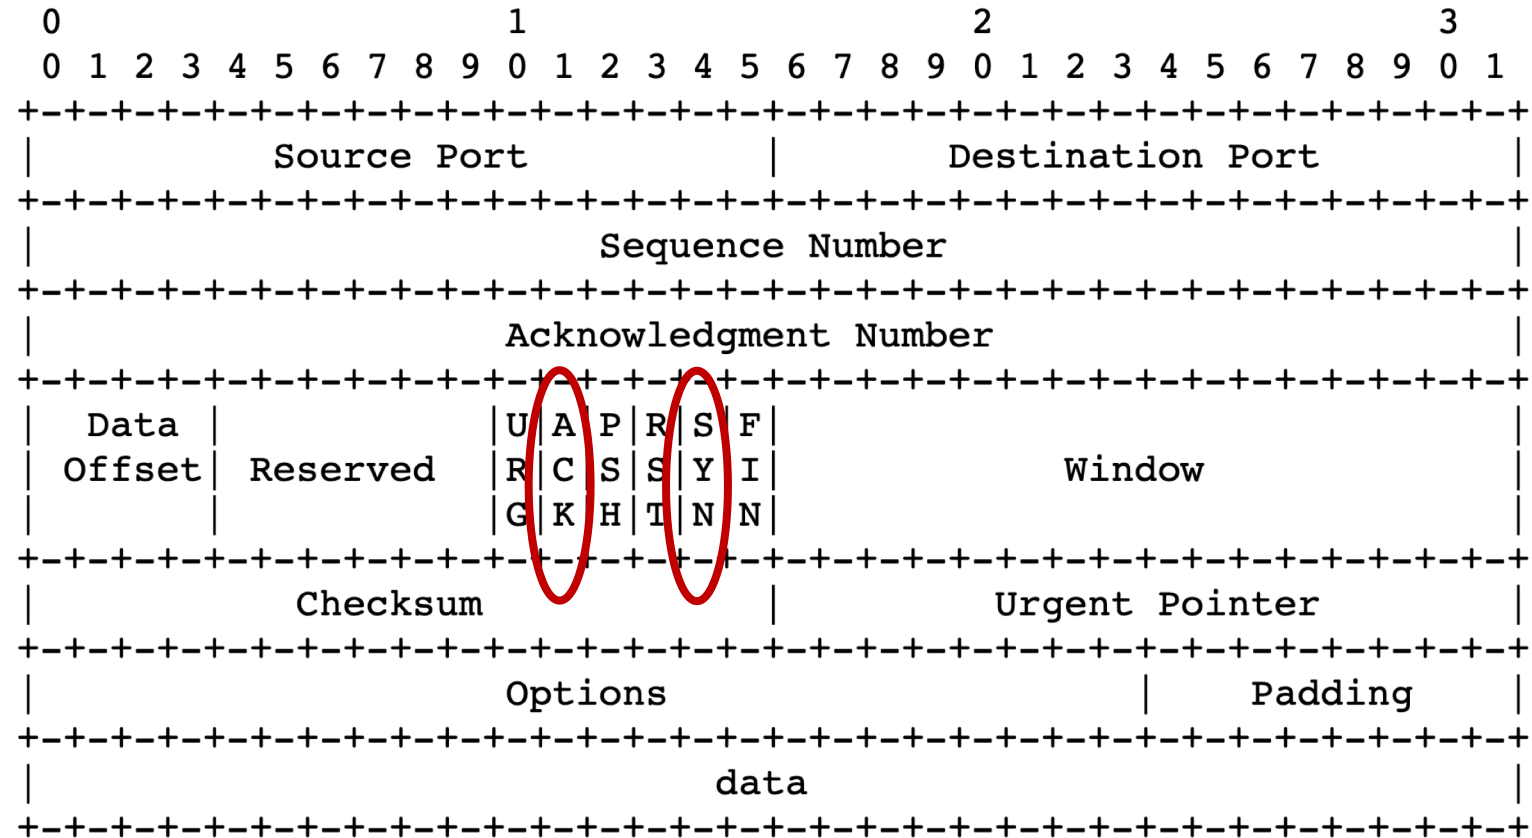 0                   1                   2                   3
 0 1 2 3 4 5 6 7 8 9 0 1 2 3 4 5 6 7 8 9 0 1 2 3 4 5 6 7 8 9 0 1
+-+-+-+-+-+-+-+-+-+-+-+-+-+-+-+-+-+-+-+-+-+-+-+-+-+-+-+-+-+-+-+-+
|          Source Port          |       Destination Port        |
+-+-+-+-+-+-+-+-+-+-+-+-+-+-+-+-+-+-+-+-+-+-+-+-+-+-+-+-+-+-+-+-+
|                        Sequence Number                        |
+-+-+-+-+-+-+-+-+-+-+-+-+-+-+-+-+-+-+-+-+-+-+-+-+-+-+-+-+-+-+-+-+
|                    Acknowledgment Number                      |
+-+-+-+-+-+-+-+-+-+-+-+-+-+-+-+-+-+-+-+-+-+-+-+-+-+-+-+-+-+-+-+-+
|  Data |           |U|A|P|R|S|F|                               |
| Offset| Reserved  |R|C|S|S|Y|I|            Window             |
|       |           |G|K|H|T|N|N|                               |
+-+-+-+-+-+-+-+-+-+-+-+-+-+-+-+-+-+-+-+-+-+-+-+-+-+-+-+-+-+-+-+-+
|           Checksum            |         Urgent Pointer        |
+-+-+-+-+-+-+-+-+-+-+-+-+-+-+-+-+-+-+-+-+-+-+-+-+-+-+-+-+-+-+-+-+
|                    Options                    |    Padding    |
+-+-+-+-+-+-+-+-+-+-+-+-+-+-+-+-+-+-+-+-+-+-+-+-+-+-+-+-+-+-+-+-+
|                             data                              |
+-+-+-+-+-+-+-+-+-+-+-+-+-+-+-+-+-+-+-+-+-+-+-+-+-+-+-+-+-+-+-+-+